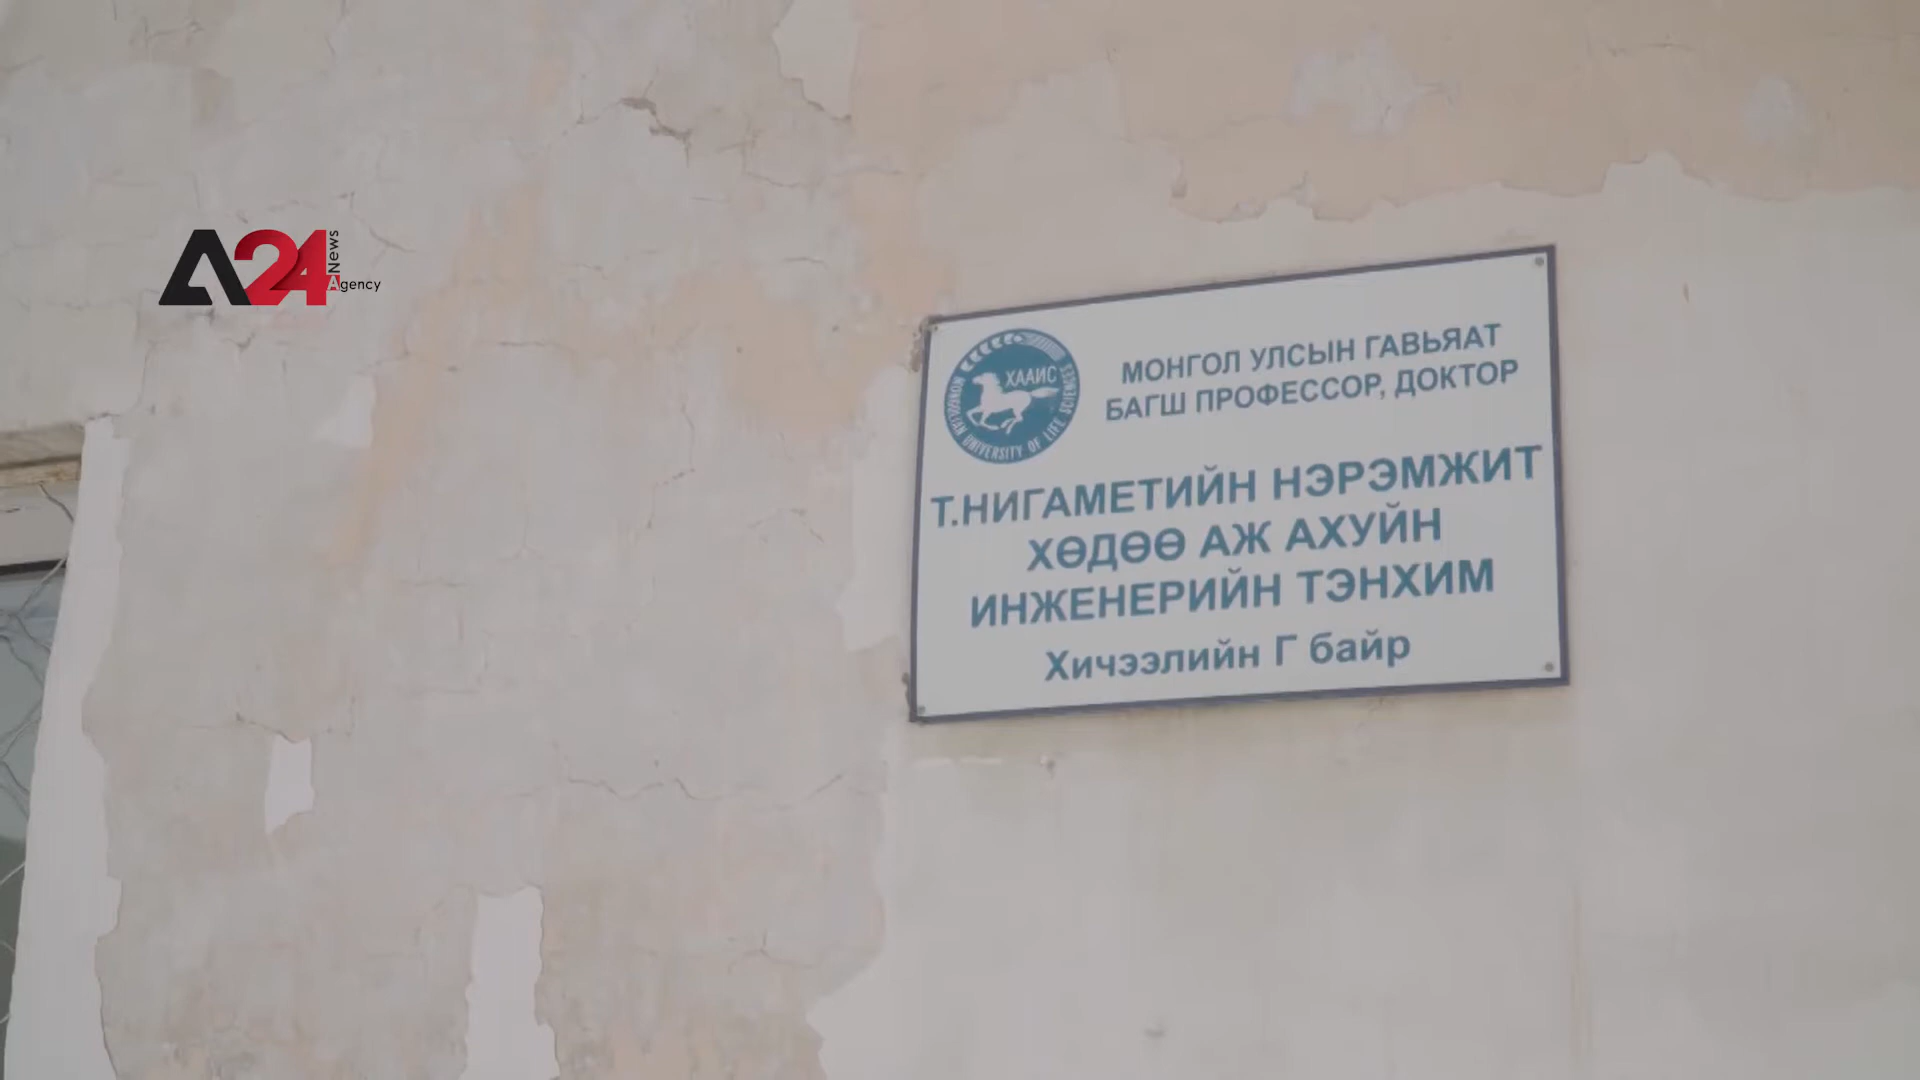 A24 News Agency
ХААИС
MONGOLIAN UNIVERSITY OF LIFE SCIENCES
МОНГОЛ УЛСЫН ГАВЬЯАТ
БАГШ ПРОФЕССОР, ДОКТОР
Т.НИГАМЕТИЙН НЭРЭМЖИТ
ХӨДӨӨ АЖ АХУЙН
ИНЖЕНЕРИЙН ТЭНХИМ
Хичээлийн Г байр